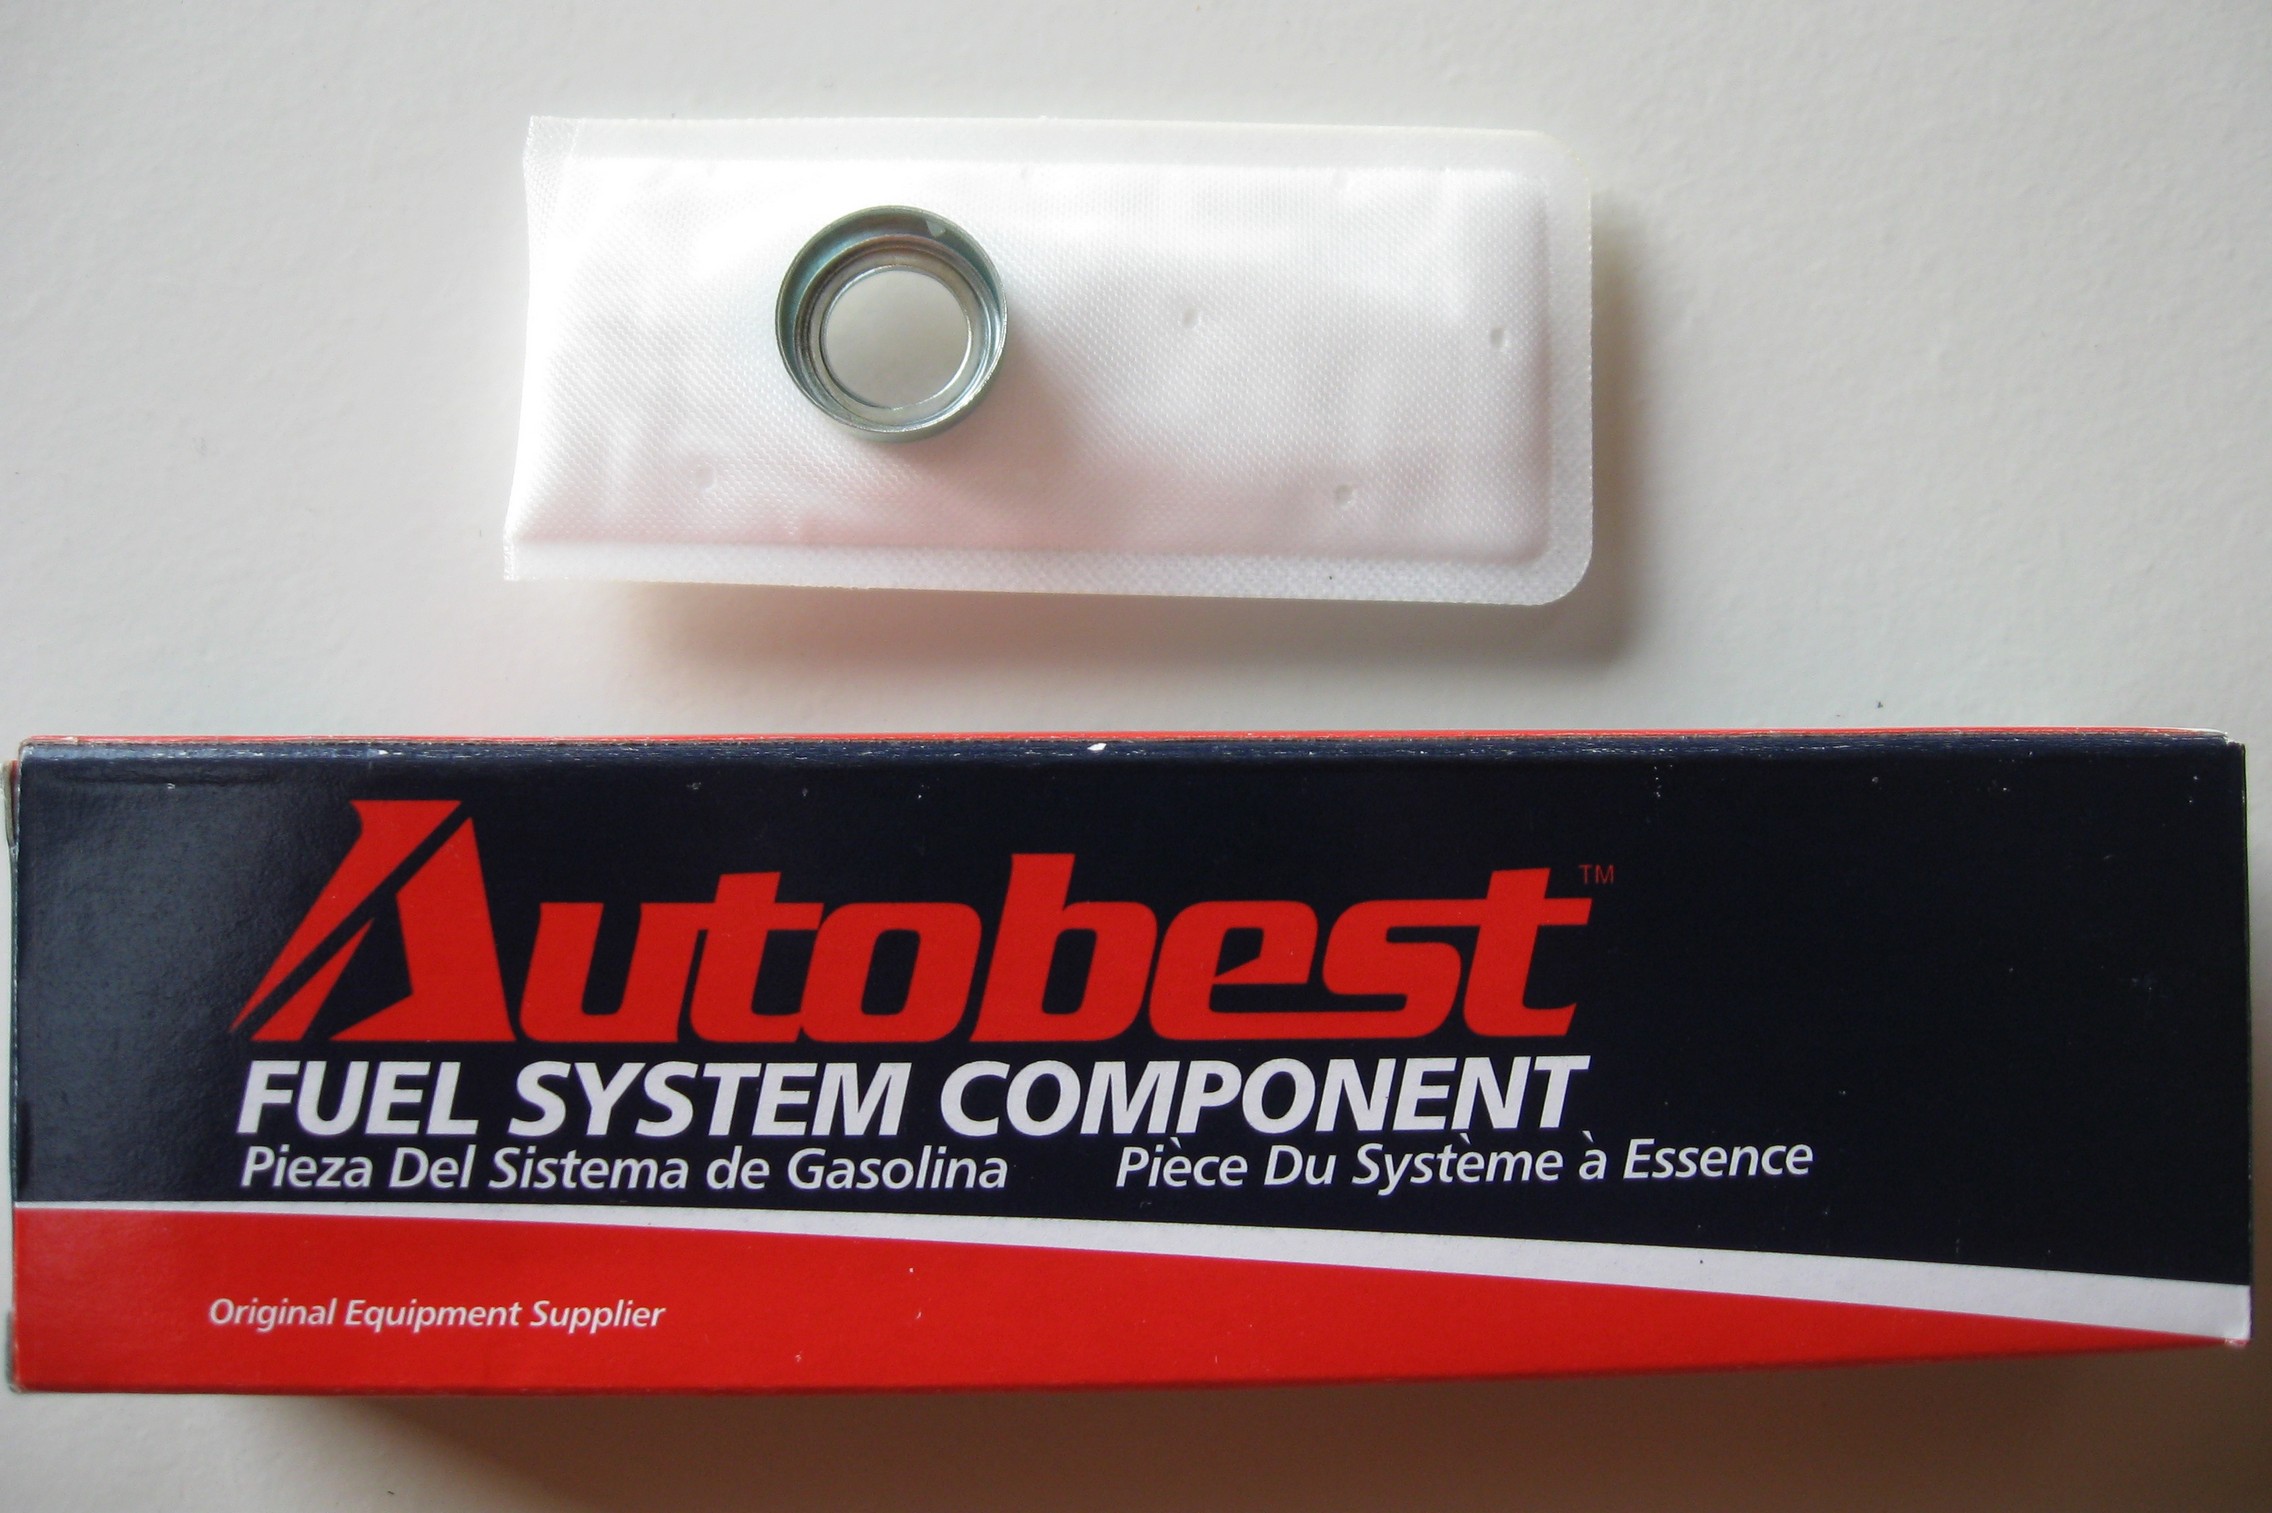 Autobest™
FUEL SYSTEM COMPONENT
Pieza Del Sistema de Gasolina Pièce Du Système à Essence
Original Equipment Supplier